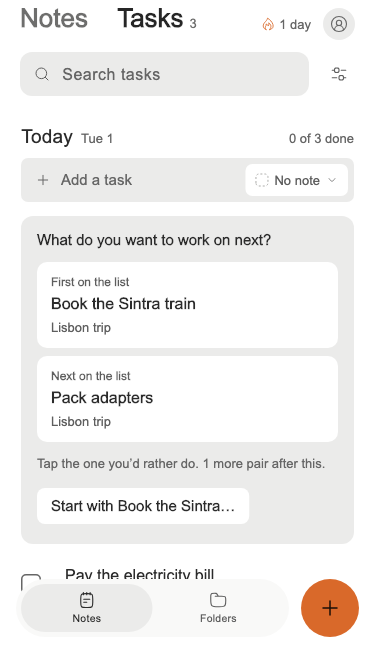 Notes Tasks 3 1 day
Search tasks
Today Tue 1 0 of 3 done
Add a task No note
What do you want to work on next?
First on the list
Book the Sintra train
Lisbon trip
Next on the list
Pack adapters
Lisbon trip
Tap the one you’d rather do. 1 more pair after this.
Start with Book the Sintra…
Pay the electricity bill
Notes Folders